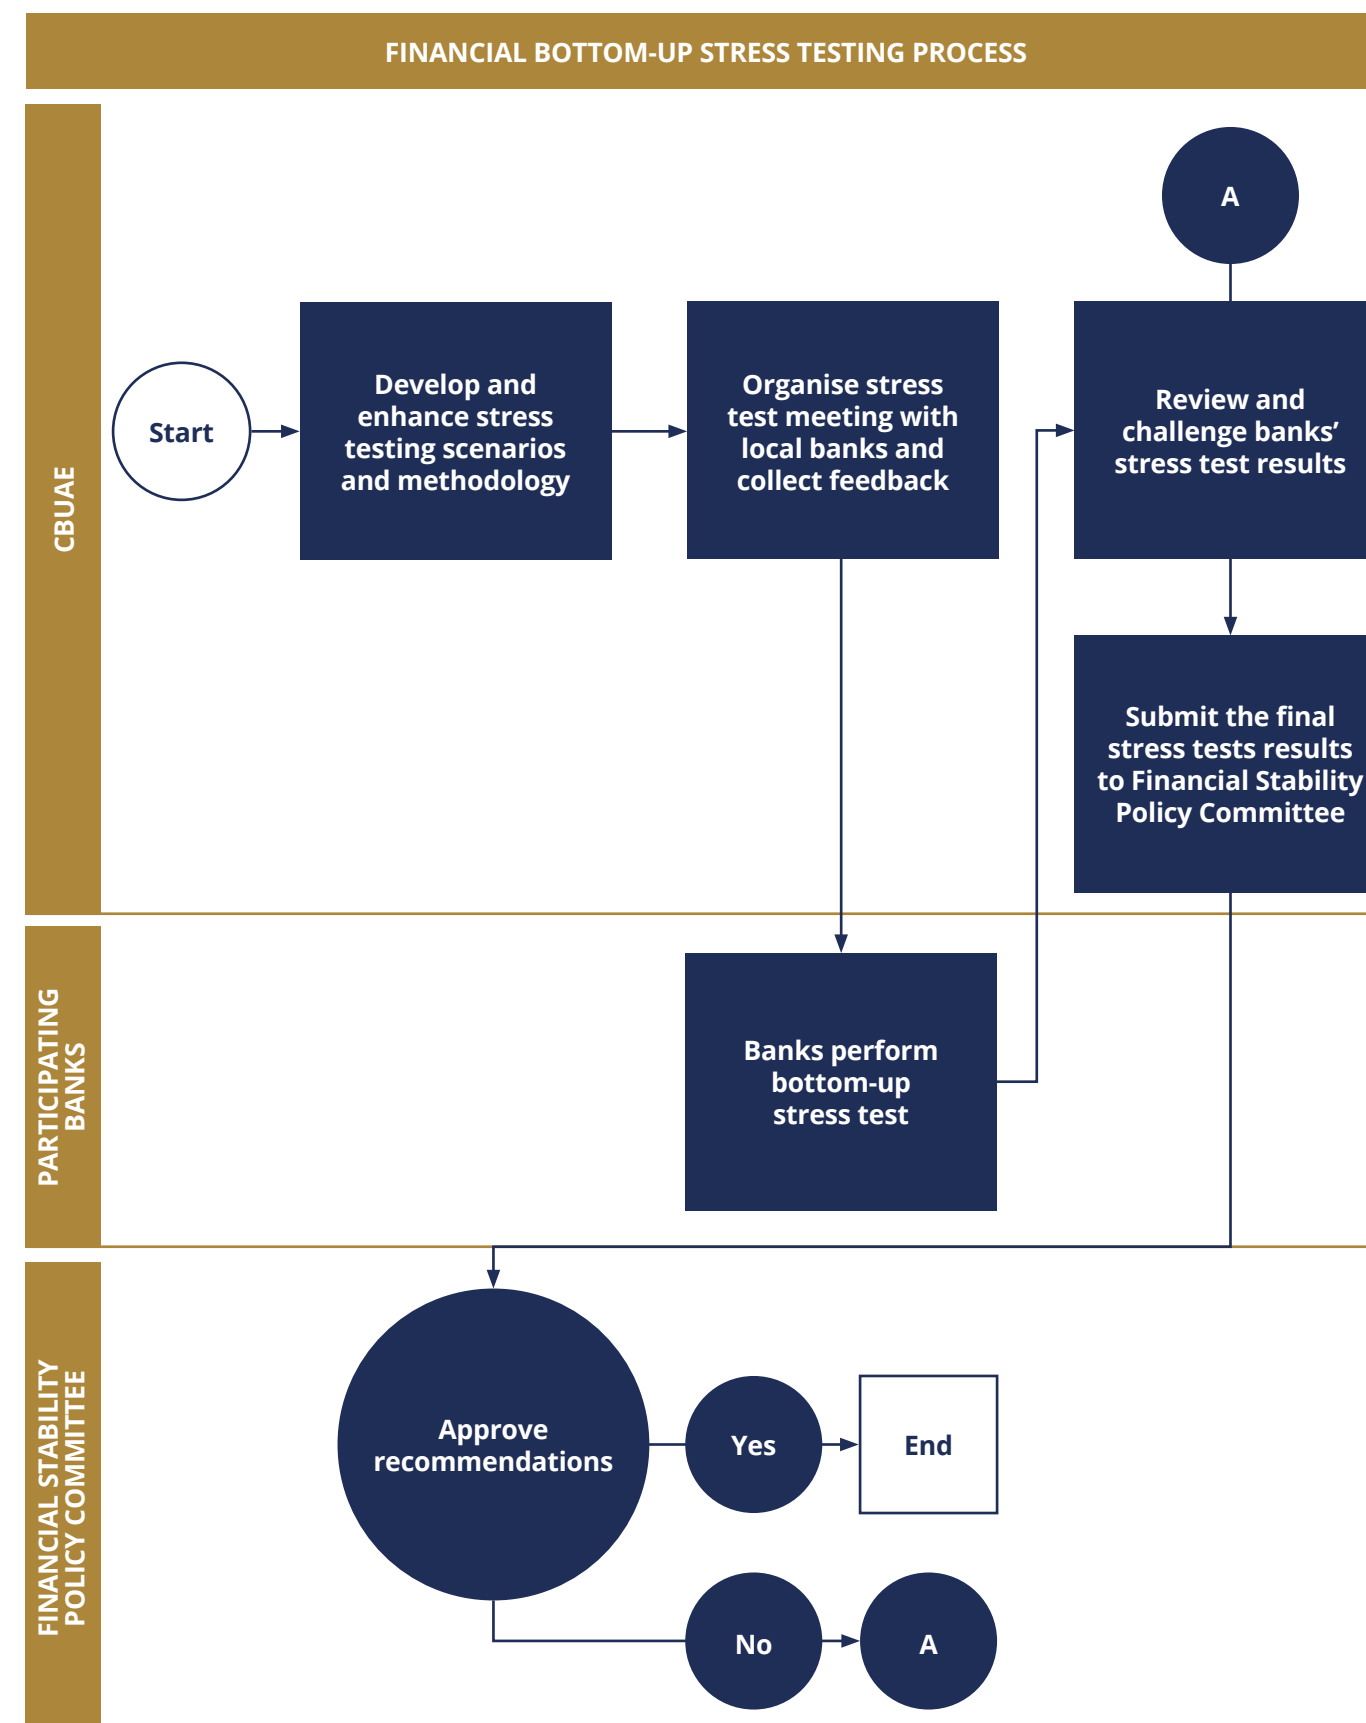 FINANCIAL BOTTOM-UP STRESS TESTING PROCESS
CBUAE
A
Start
Develop and
enhance stress
testing scenarios
and methodology
Organise stress
test meeting with
local banks and
collect feedback
Review and
challenge banks’
stress test results
Submit the final
stress tests results
to Financial Stability
Policy Committee
PARTICIPATING
BANKS
Banks perform
bottom-up
stress test
FINANCIAL STABILITY
POLICY COMMITTEE
Approve
recommendations
Yes
End
No
A